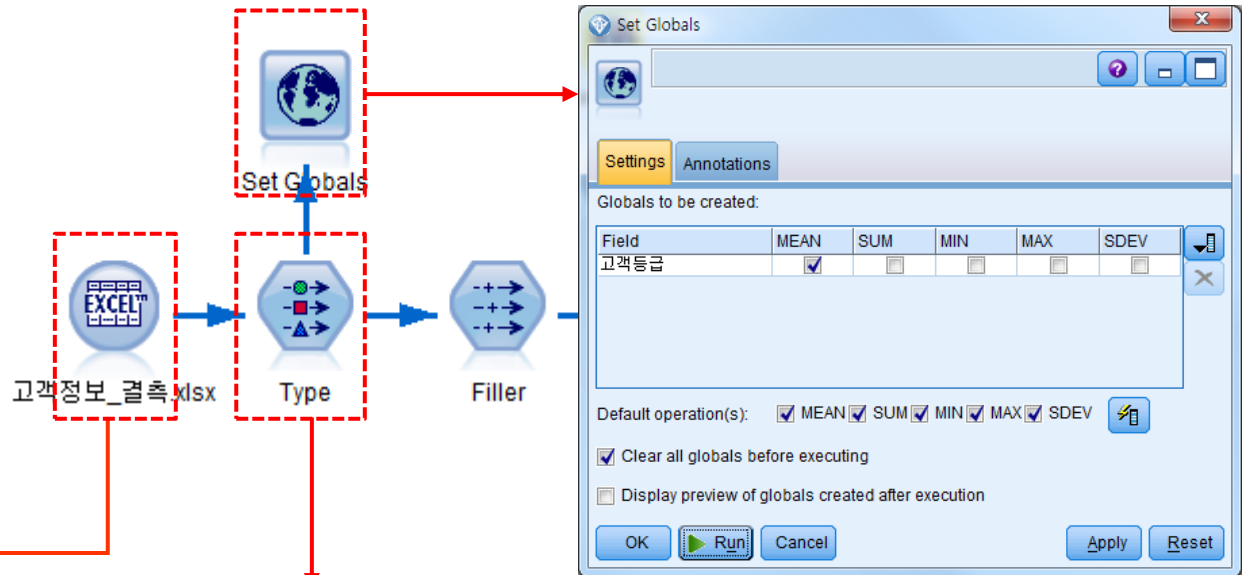 Set Globals
EXCEL™
고객정보_결측.xlsx
Type
Filler
Set Globals
Settings
Annotations
Globals to be created:
Field MEAN SUM MIN MAX SDEV
고객등급
Default operation(s): MEAN SUM MIN MAX SDEV
Clear all globals before executing
Display preview of globals created after execution
OK Run Cancel Apply Reset